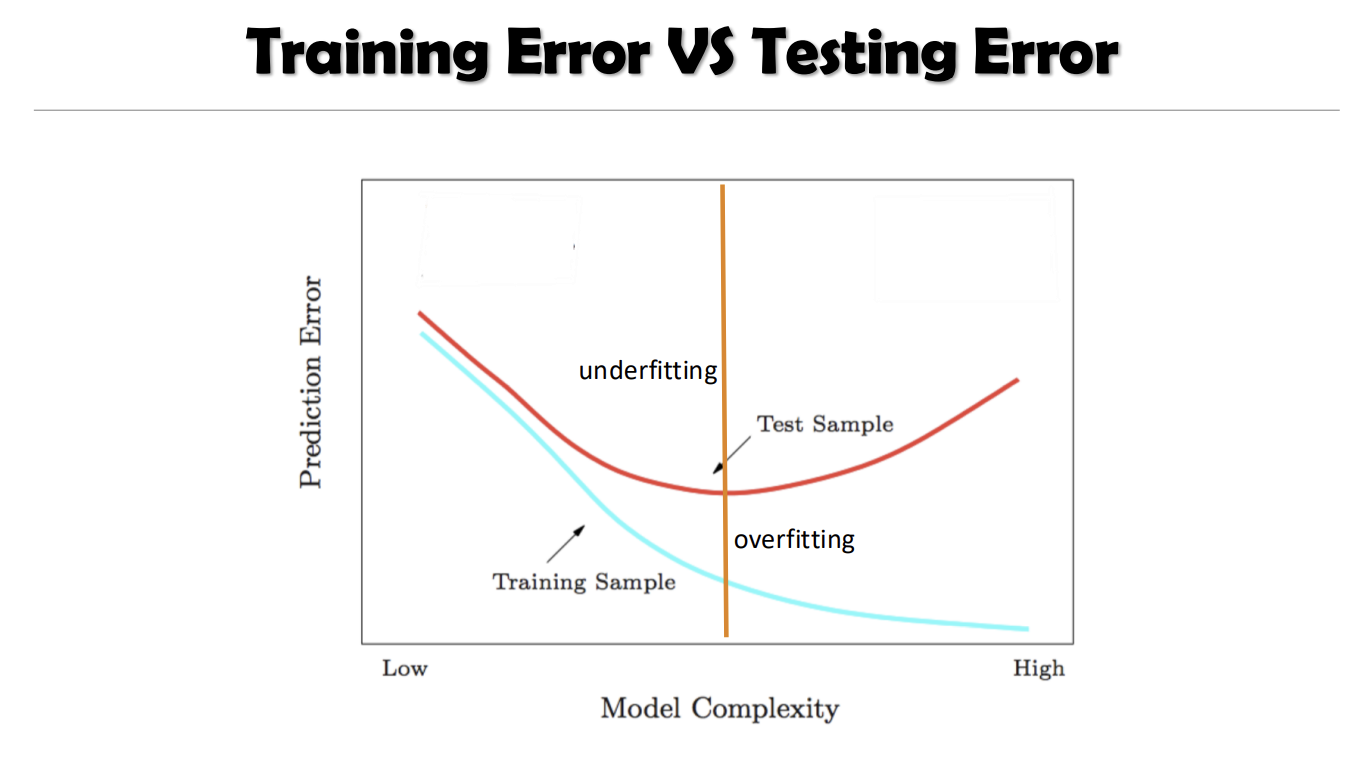 Training Error VS Testing Error
Prediction Error
underfitting
Test Sample
overfitting
Training Sample
Low
High
Model Complexity